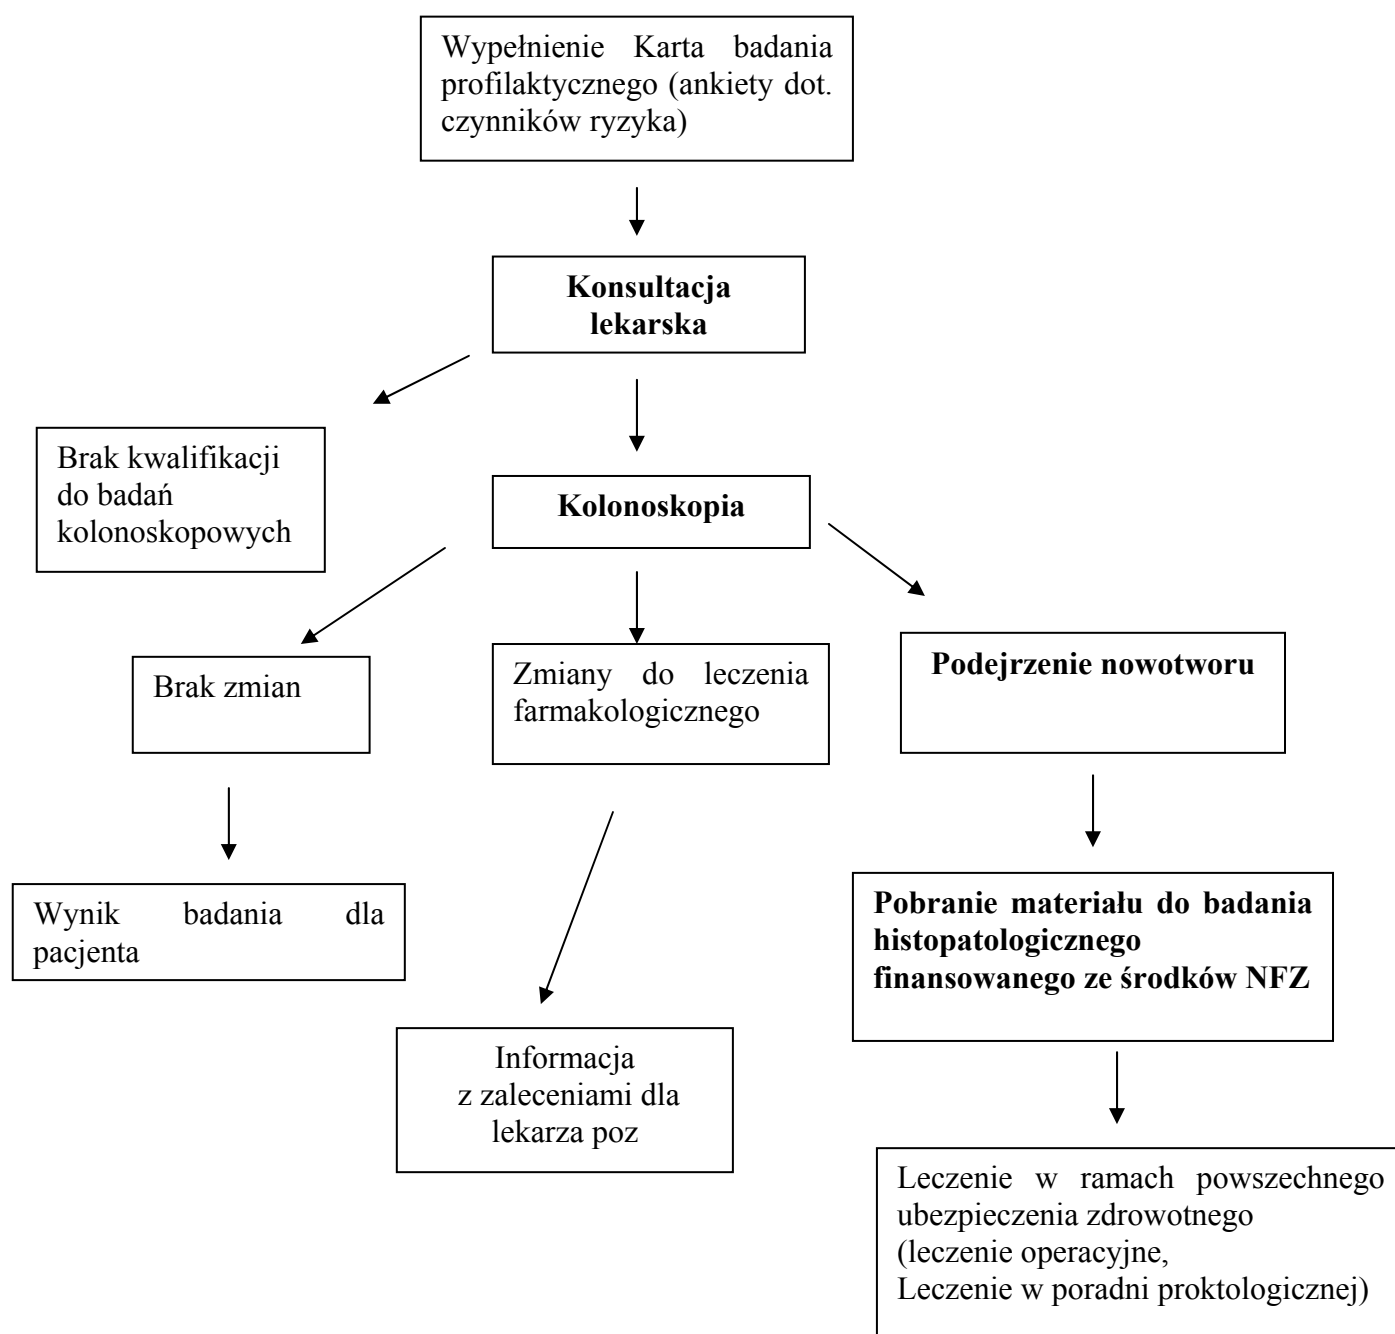 Wypełnienie Karta badania
profilaktycznego (ankiety dot.
czynników ryzyka)
Konsultacja
lekarska
Brak kwalifikacji
do badań
kolonoskopowych
Kolonoskopia
Brak zmian
Zmiany do leczenia
farmakologicznego
Podejrzenie nowotworu
Wynik badania dla
pacjenta
Pobranie materiału do badania
histopatologicznego
finansowanego ze środków NFZ
Informacja
z zaleceniami dla
lekarza poz
Leczenie w ramach powszechnego
ubezpieczenia zdrowotnego
(leczenie operacyjne,
Leczenie w poradni proktologicznej)